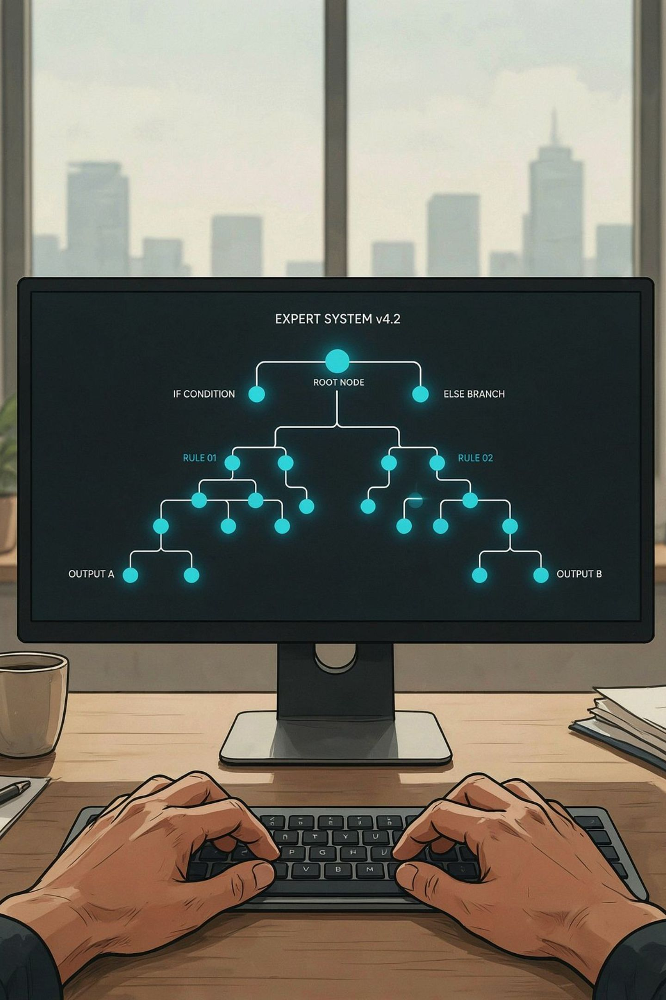 EXPERT SYSTEM v4.2
ROOT NODE
IF CONDITION
ELSE BRANCH
RULE 01
RULE 02
OUTPUT A
OUTPUT B
T Y U
P G
V B M